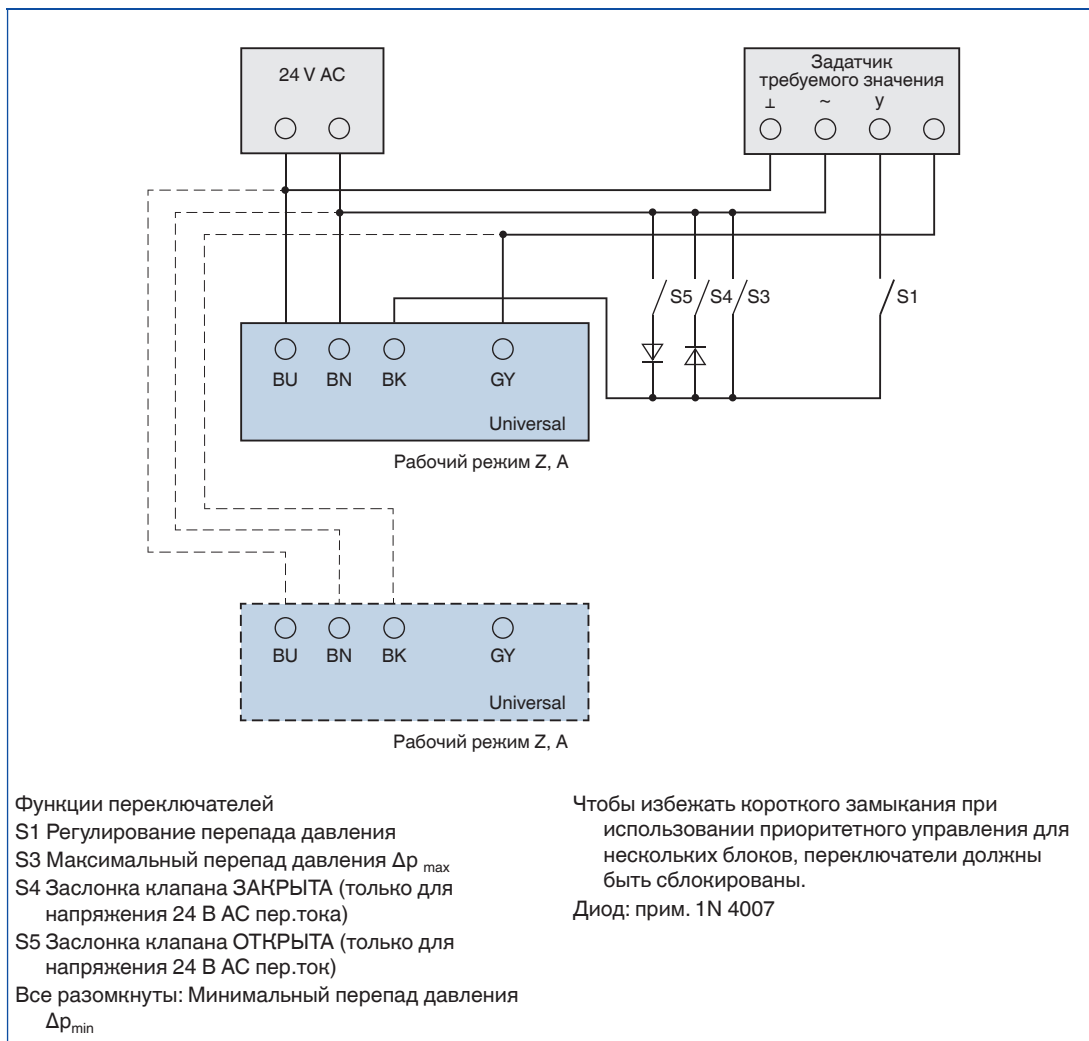 24 V AC
Задатчик
требуемого значения
⊥ ~ y
S5 S4 S3 S1
BU BN BK GY
Universal
Рабочий режим Z, A
BU BN BK GY
Universal
Рабочий режим Z, A
Функции переключателей
S1 Регулирование перепада давления
S3 Максимальный перепад давления Δp max
S4 Заслонка клапана ЗАКРЫТА (только для
напряжения 24 В AC пер.тока)
S5 Заслонка клапана ОТКРЫТА (только для
напряжения 24 В AC пер.ток)
Все разомкнуты: Минимальный перепад давления
Δpmin
Чтобы избежать короткого замыкания при
использовании приоритетного управления для
нескольких блоков, переключатели должны
быть сблокированы.
Диод: прим. 1N 4007